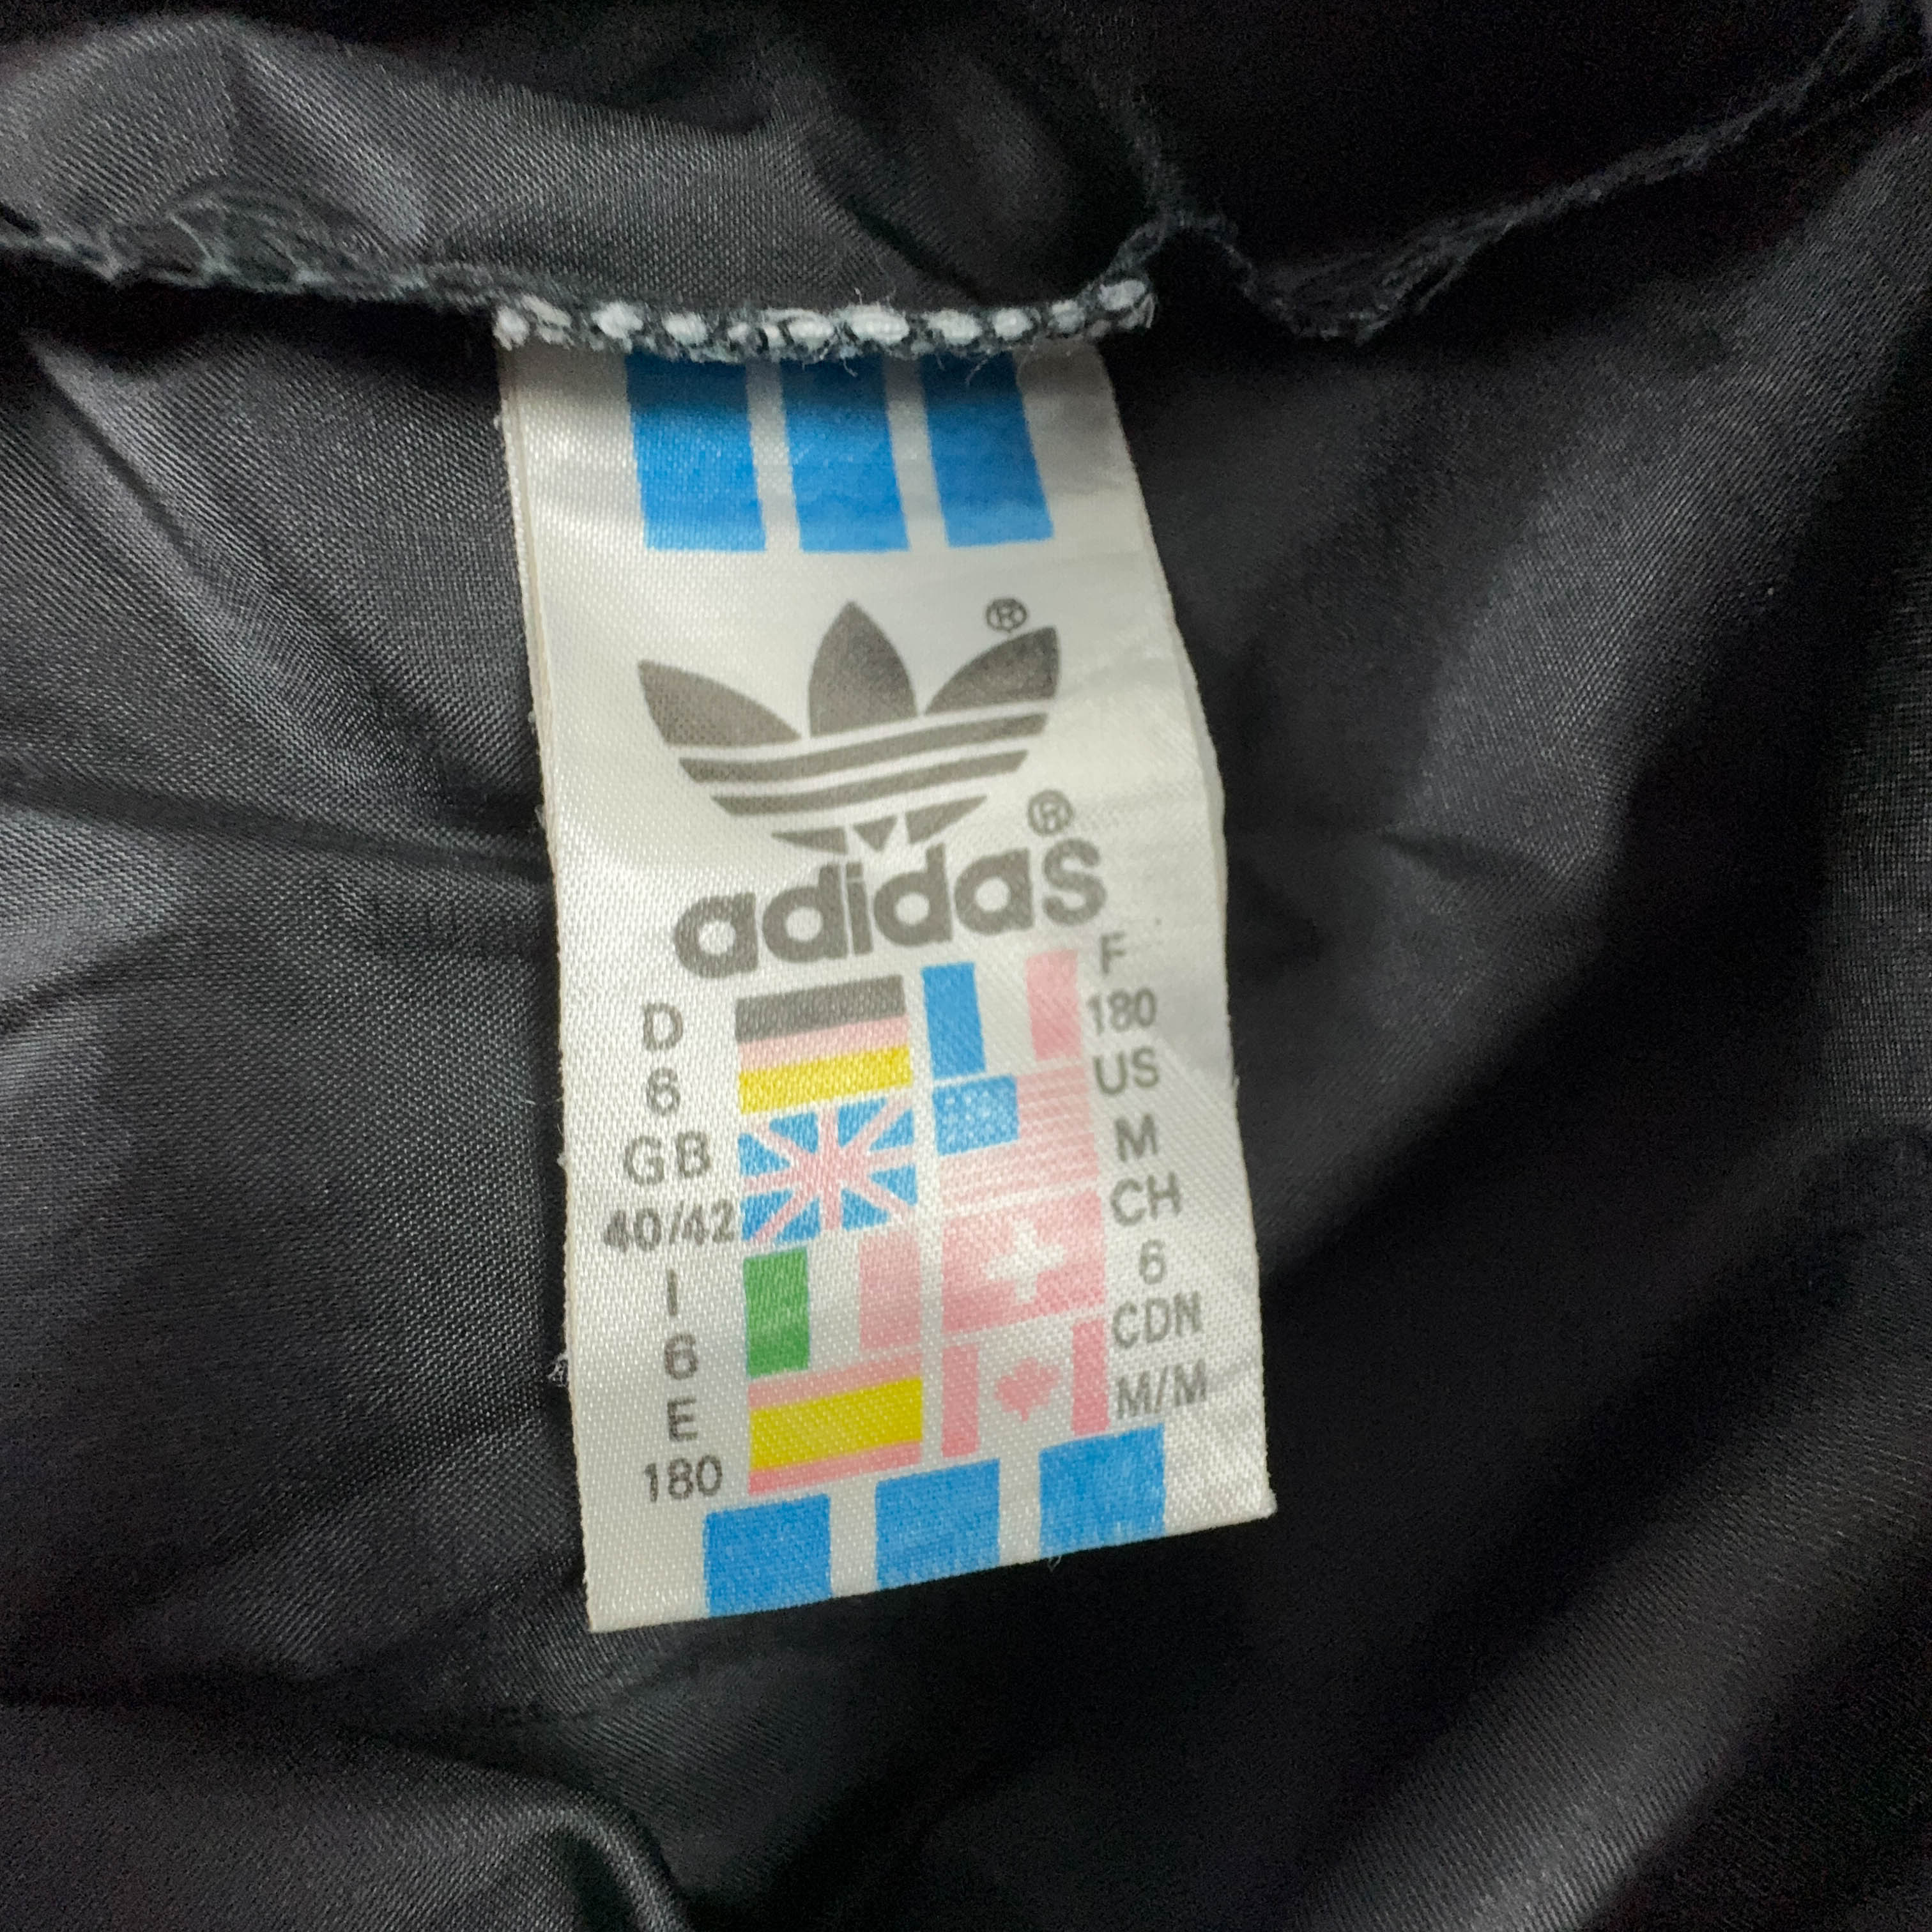 ®
®
adidas
D
6
GB
40/42
I
6
E
180
F
180
US
M
CH
6
CDN
M/M